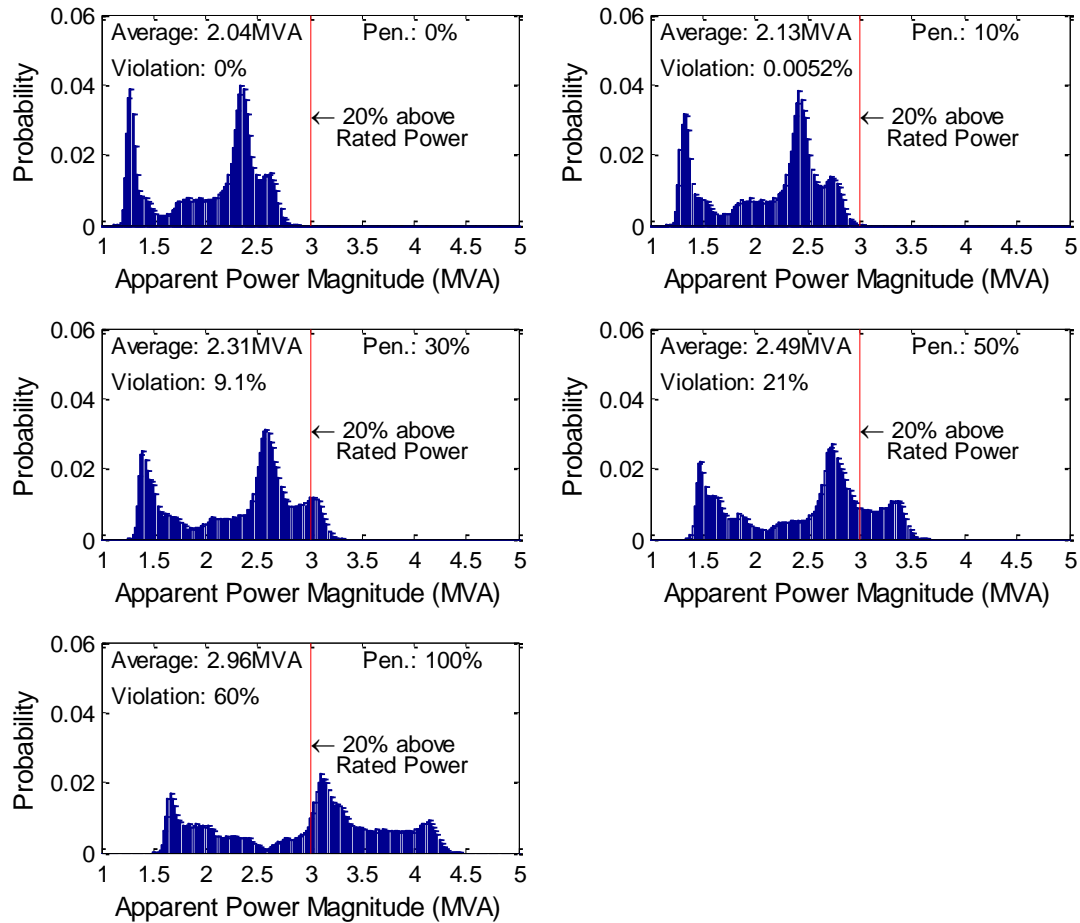 0.06
0.04
0.02
0
Probability
Average: 2.04MVA
Pen.: 0%
Violation: 0%
← 20% above
Rated Power
1 1.5 2 2.5 3 3.5 4 4.5 5
Apparent Power Magnitude (MVA)
0.06
0.04
0.02
0
Probability
Average: 2.13MVA
Pen.: 10%
Violation: 0.0052%
← 20% above
Rated Power
1 1.5 2 2.5 3 3.5 4 4.5 5
Apparent Power Magnitude (MVA)
0.06
0.04
0.02
0
Probability
Average: 2.31MVA
Pen.: 30%
Violation: 9.1%
← 20% above
Rated Power
1 1.5 2 2.5 3 3.5 4 4.5 5
Apparent Power Magnitude (MVA)
0.06
0.04
0.02
0
Probability
Average: 2.49MVA
Pen.: 50%
Violation: 21%
← 20% above
Rated Power
1 1.5 2 2.5 3 3.5 4 4.5 5
Apparent Power Magnitude (MVA)
0.06
0.04
0.02
0
Probability
Average: 2.96MVA
Pen.: 100%
Violation: 60%
← 20% above
Rated Power
1 1.5 2 2.5 3 3.5 4 4.5 5
Apparent Power Magnitude (MVA)